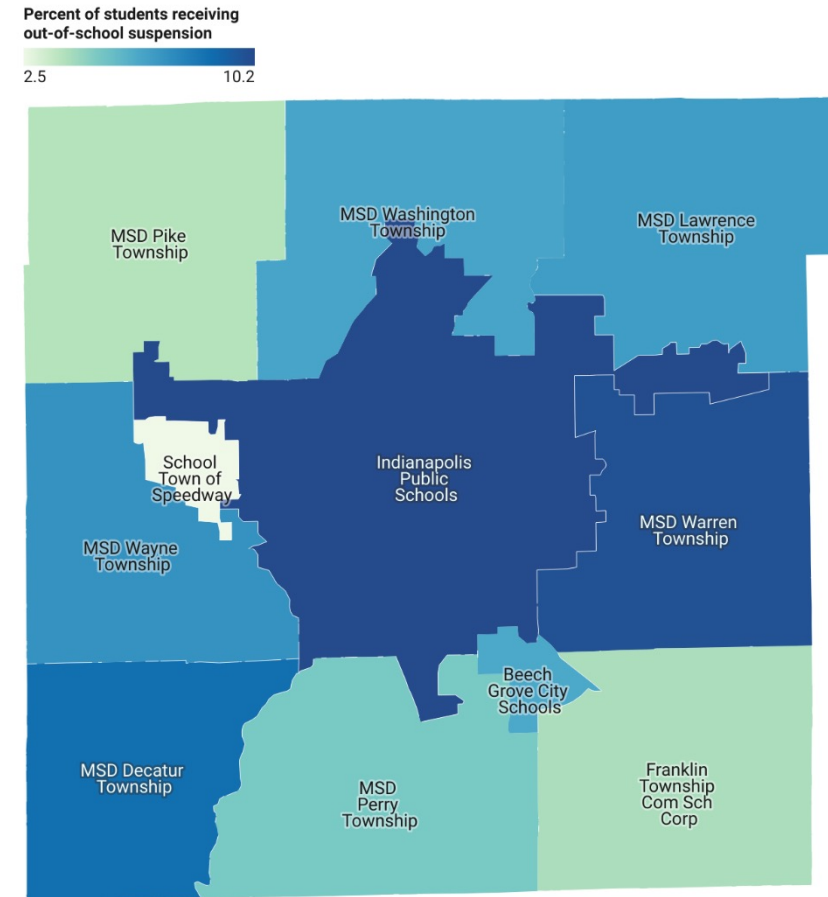 Percent of students receiving
out-of-school suspension
2.5 10.2
MSD Pike
Township
MSD Washington
Township
MSD Lawrence
Township
School
Town of
Speedway
Indianapolis
Public
Schools
MSD Warren
Township
MSD Wayne
Township
Beech
Grove City
Schools
MSD Decatur
Township
MSD
Perry
Township
Franklin
Township
Com Sch
Corp